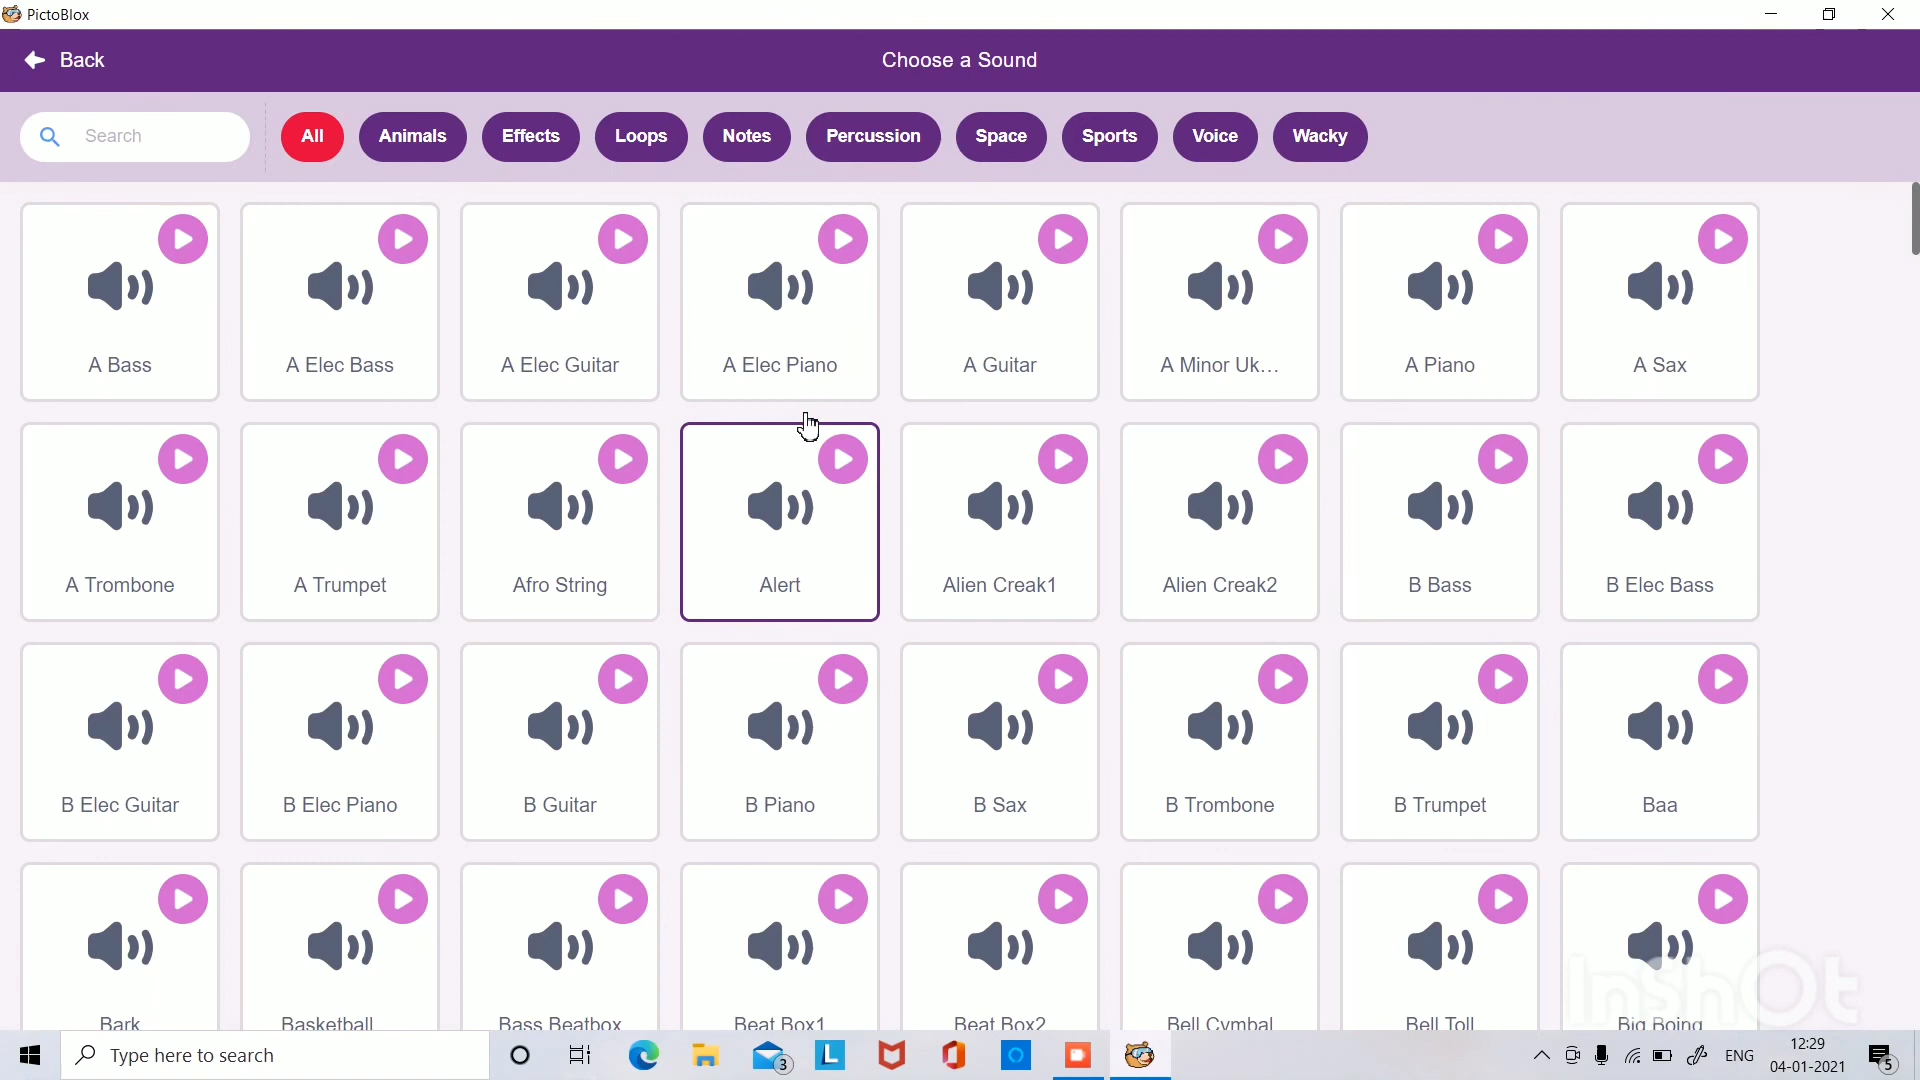 PictoBlox
Back
Choose a Sound
Search
All
Animals
Effects
Loops
Notes
Percussion
Space
Sports
Voice
Wacky
A Bass
A Elec Bass
A Elec Guitar
A Elec Piano
A Guitar
A Minor Uk...
A Piano
A Sax
A Trombone
A Trumpet
Afro String
Alert
Alien Creak1
Alien Creak2
B Bass
B Elec Bass
B Elec Guitar
B Elec Piano
B Guitar
B Piano
B Sax
B Trombone
B Trumpet
Baa
Bark
Basketball
Bass Beatbox
Beat Box1
Beat Box2
Bell Cymbal
Bell Toll
Big Boing
InShOt
Type here to search
3
L
ENG
12:29
04-01-2021
5